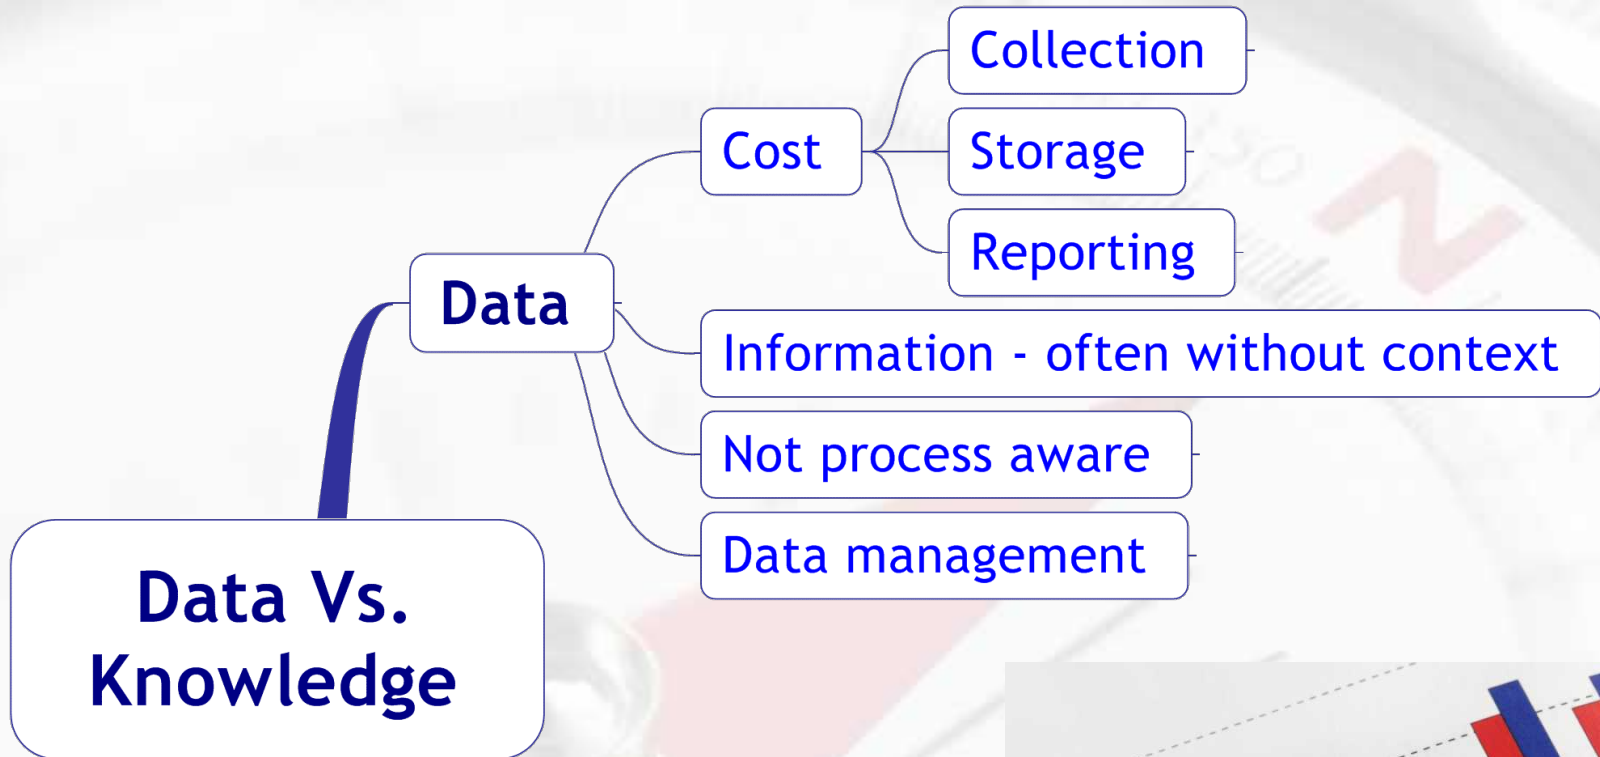 Collection
Cost
Storage
Reporting
Data
Information - often without context
Not process aware
Data management
Data Vs.
Knowledge
N